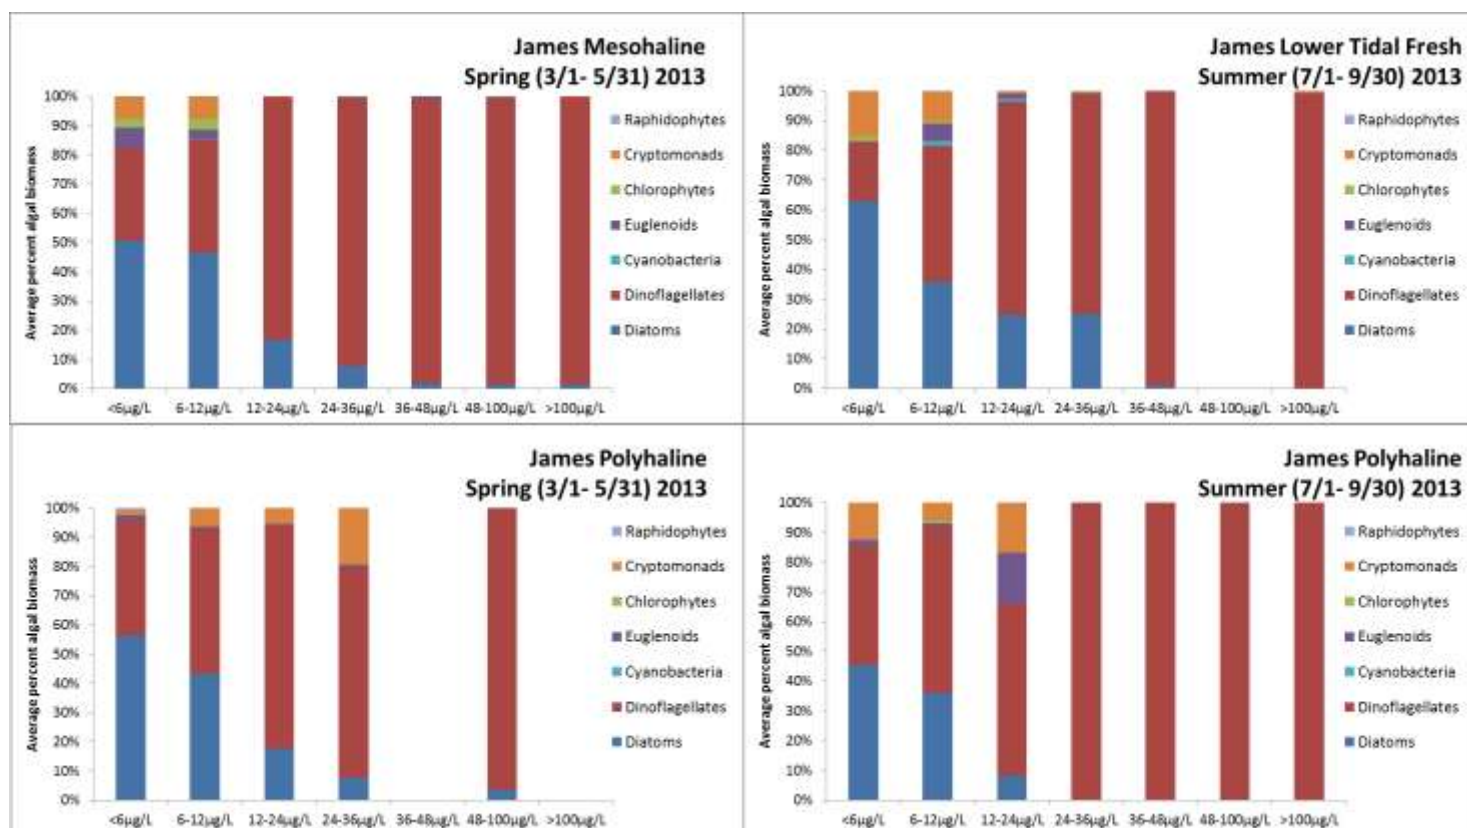 James Mesohaline
Spring (3/1- 5/31) 2013
Average percent algal biomass
100%
90%
80%
70%
60%
50%
40%
30%
20%
10%
0%
<6µg/L 6-12µg/L 12-24µg/L 24-36µg/L 36-48µg/L 48-100µg/L >100µg/L
Raphidophytes
Cryptomonads
Chlorophytes
Euglenoids
Cyanobacteria
Dinoflagellates
Diatoms
James Lower Tidal Fresh
Summer (7/1- 9/30) 2013
Average percent algal biomass
100%
90%
80%
70%
60%
50%
40%
30%
20%
10%
0%
<6µg/L 6-12µg/L 12-24µg/L 24-36µg/L 36-48µg/L 48-100µg/L >100µg/L
Raphidophytes
Cryptomonads
Chlorophytes
Euglenoids
Cyanobacteria
Dinoflagellates
Diatoms
James Polyhaline
Spring (3/1- 5/31) 2013
Average percent algal biomass
100%
90%
80%
70%
60%
50%
40%
30%
20%
10%
0%
<6µg/L 6-12µg/L 12-24µg/L 24-36µg/L 36-48µg/L 48-100µg/L >100µg/L
Raphidophytes
Cryptomonads
Chlorophytes
Euglenoids
Cyanobacteria
Dinoflagellates
Diatoms
James Polyhaline
Summer (7/1- 9/30) 2013
Average percent algal biomass
100%
90%
80%
70%
60%
50%
40%
30%
20%
10%
0%
<6µg/L 6-12µg/L 12-24µg/L 24-36µg/L 36-48µg/L 48-100µg/L >100µg/L
Raphidophytes
Cryptomonads
Chlorophytes
Euglenoids
Cyanobacteria
Dinoflagellates
Diatoms